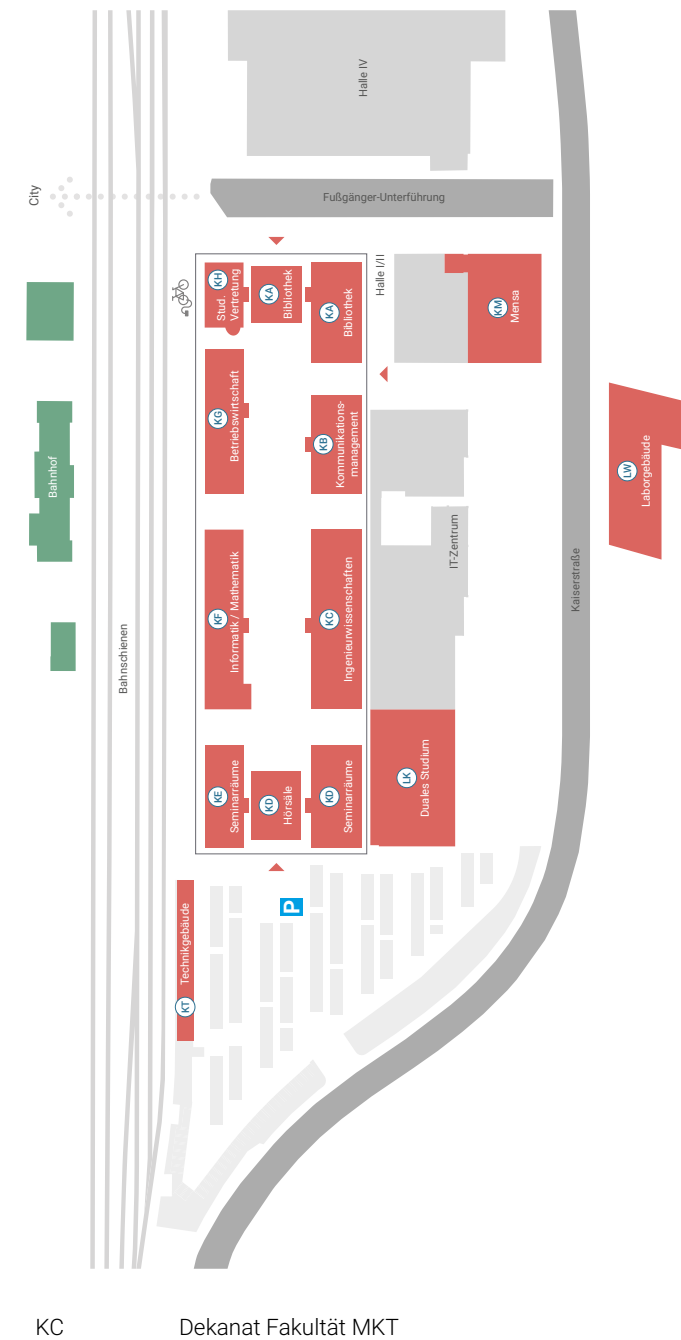 Halle IV
City
Fußgänger-Unterführung
KH
Stud.
Vertretung
KA
Bibliothek
KA
Bibliothek
Halle I/II
KM
Mensa
KG
Betriebswirtschaft
KB
Kommunikations-
management
LW
Laborgebäude
Bahnhof
IT-Zentrum
Kaiserstraße
KF
Informatik / Mathematik
KC
Ingenieurwissenschaften
Bahnschienen
KE
Seminarräume
KD
Hörsäle
KD
Seminarräume
LK
Duales Studium
P
KT
Technikgebäude
KC Dekanat Fakultät MKT